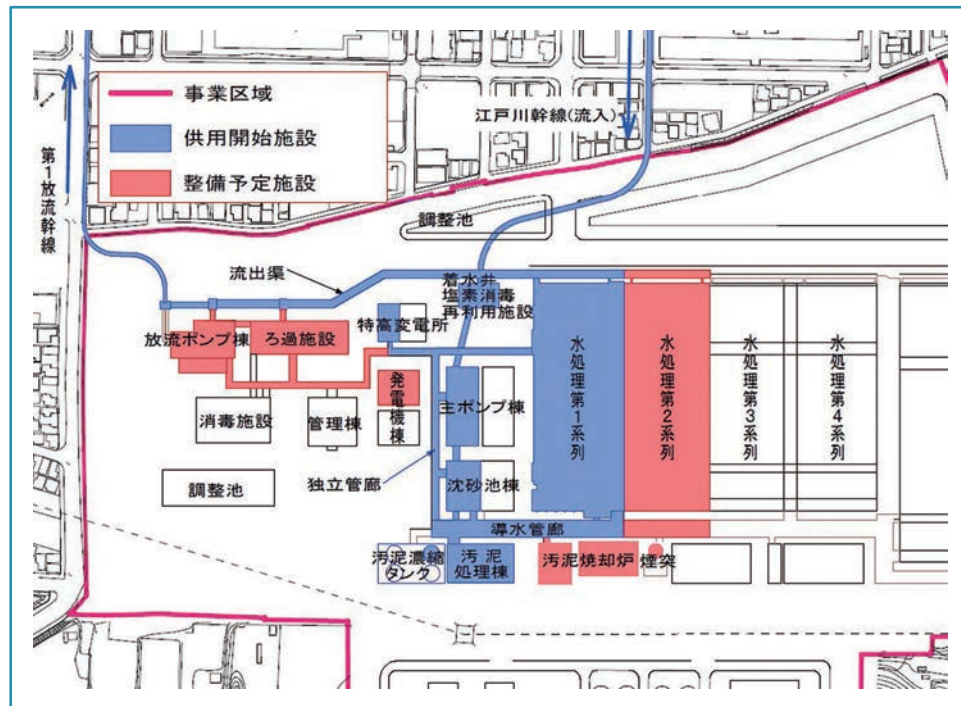 事業区域
供用開始施設
整備予定施設
第1放流幹線
江戸川幹線(流入)
調整池
流出渠
着水井
塩素消毒
再利用施設
特高変電所
放流ポンプ棟
ろ過施設
発電機棟
主ポンプ棟
水処理第1系列
水処理第2系列
水処理第3系列
水処理第4系列
消毒施設
管理棟
独立管廊
沈砂池棟
調整池
導水管廊
汚泥濃縮
タンク
汚泥
処理棟
汚泥焼却炉
煙突